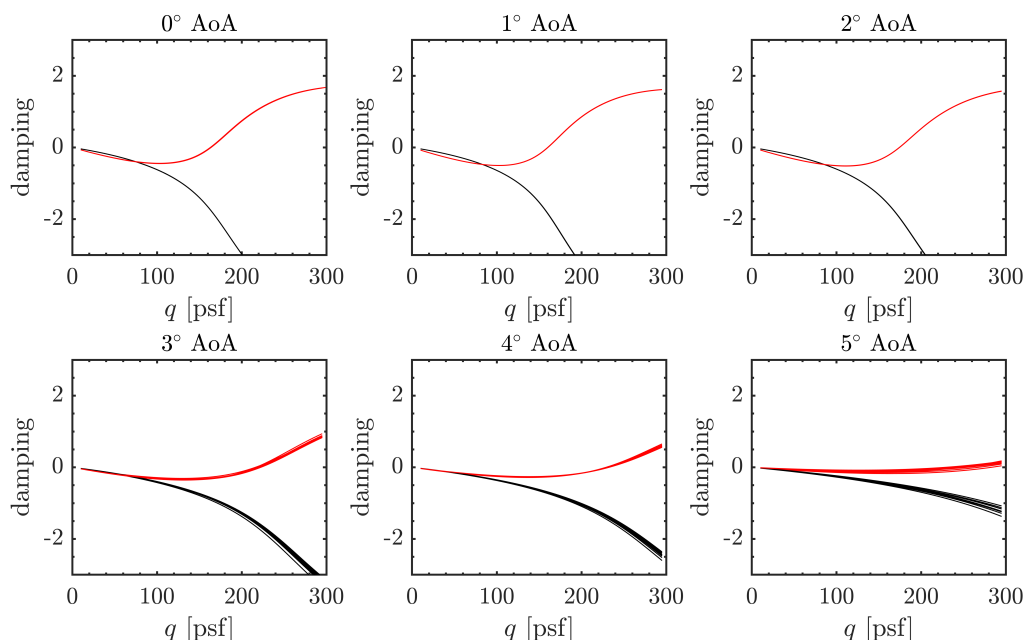 0° AoA 1° AoA 2° AoA
damping 2 0 -2 damping 2 0 -2 damping 2 0 -2
0 100 200 300 0 100 200 300 0 100 200 300
q [psf] q [psf] q [psf]
3° AoA 4° AoA 5° AoA
damping 2 0 -2 damping 2 0 -2 damping 2 0 -2
0 100 200 300 0 100 200 300 0 100 200 300
q [psf] q [psf] q [psf]